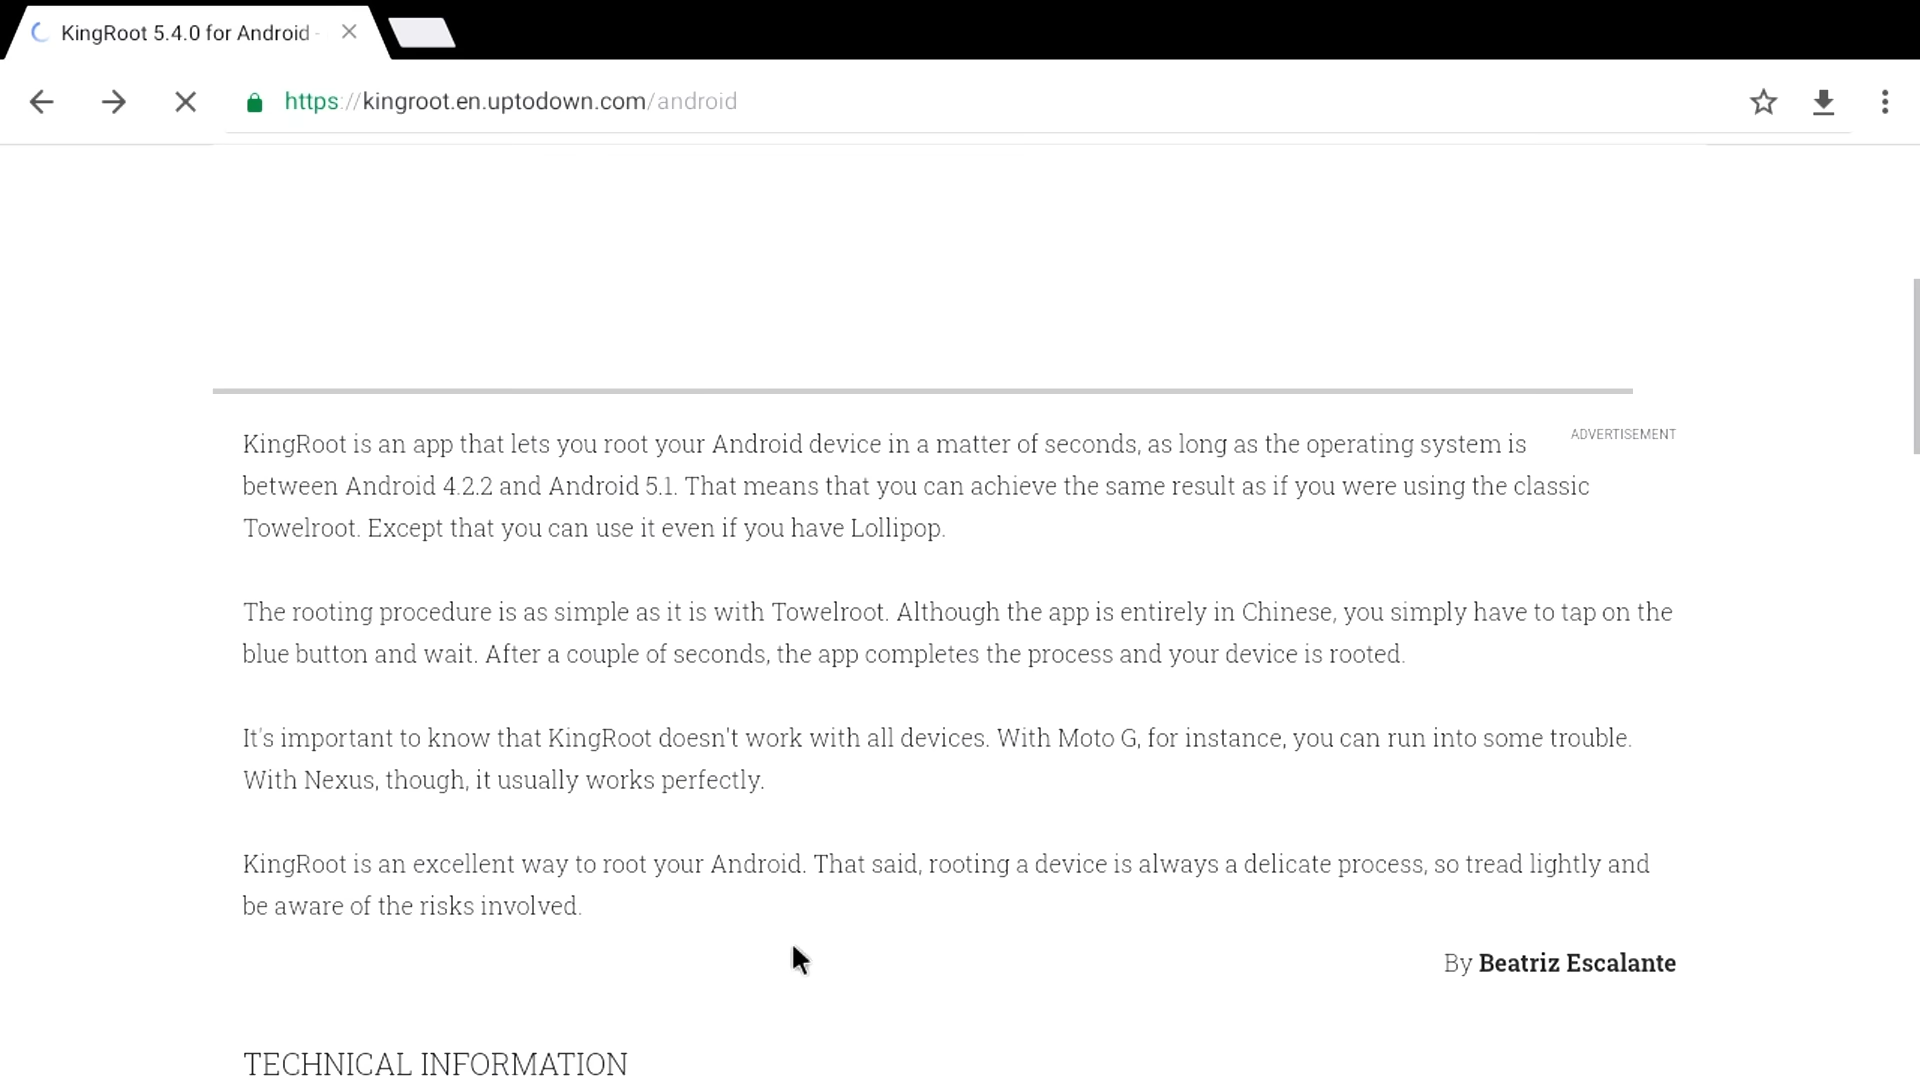 KingRoot 5.4.0 for Android -
https://kingroot.en.uptodown.com/android
KingRoot is an app that lets you root your Android device in a matter of seconds, as long as the operating system is
ADVERTISEMENT
between Android 4.2.2 and Android 5.1. That means that you can achieve the same result as if you were using the classic
Towelroot. Except that you can use it even if you have Lollipop.
The rooting procedure is as simple as it is with Towelroot. Although the app is entirely in Chinese, you simply have to tap on the
blue button and wait. After a couple of seconds, the app completes the process and your device is rooted.
It's important to know that KingRoot doesn't work with all devices. With Moto G, for instance, you can run into some trouble.
With Nexus, though, it usually works perfectly.
KingRoot is an excellent way to root your Android. That said, rooting a device is always a delicate process, so tread lightly and
be aware of the risks involved.
By Beatriz Escalante
TECHNICAL INFORMATION